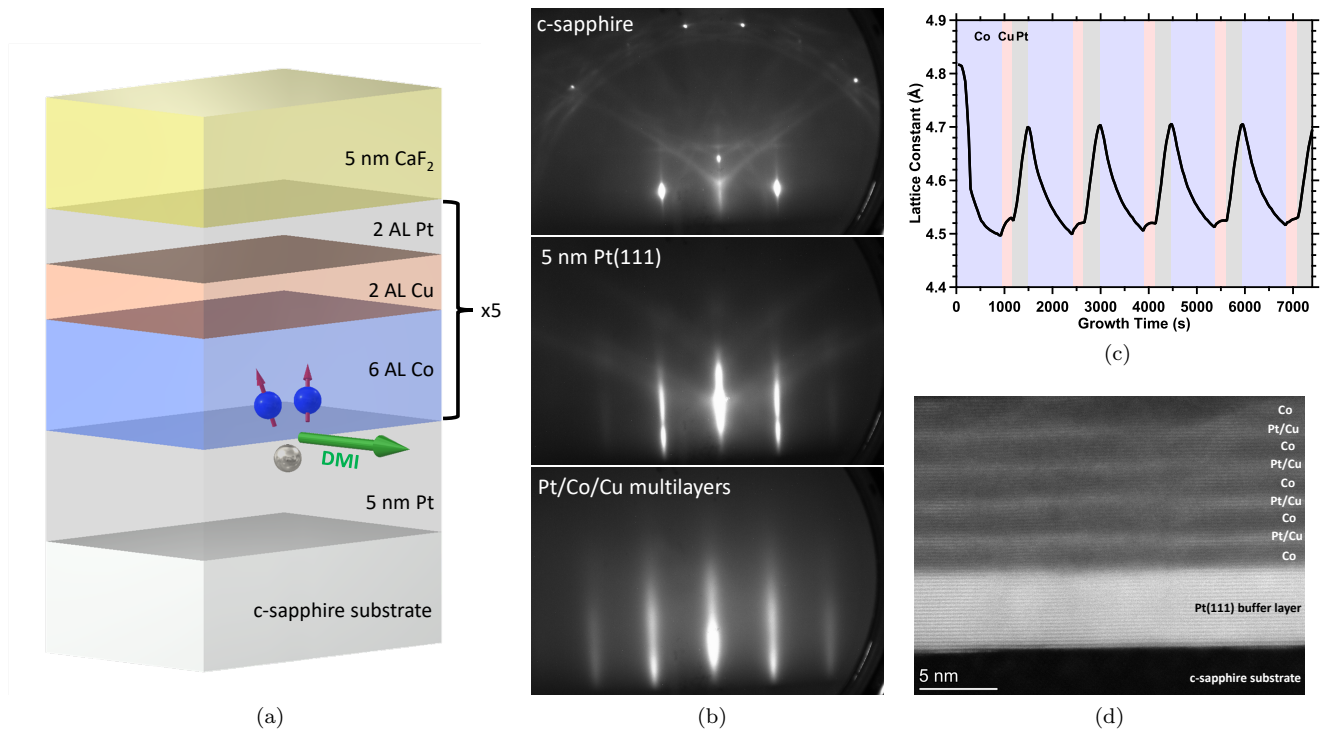 5 nm CaF₂
2 AL Pt
2 AL Cu
x5
6 AL Co
DMI
5 nm Pt
c-sapphire substrate
(a)
c-sapphire
5 nm Pt(111)
Pt/Co/Cu multilayers
(b)
4.9
4.8
4.7
4.6
4.5
4.4
Lattice Constant (Å)
Co Cu Pt
0 1000 2000 3000 4000 5000 6000 7000
Growth Time (s)
(c)
Co
Pt/Cu
Co
Pt/Cu
Co
Pt/Cu
Co
Pt/Cu
Co
Pt(111) buffer layer
5 nm
c-sapphire substrate
(d)